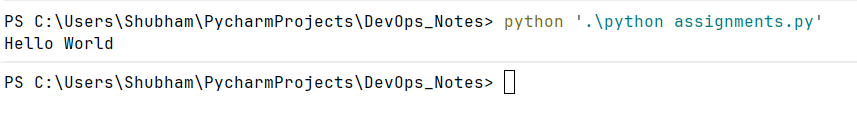 PS C:\Users\Shubham\PycharmProjects\DevOps_Notes> python '.\python assignments.py'
Hello World
PS C:\Users\Shubham\PycharmProjects\DevOps_Notes>